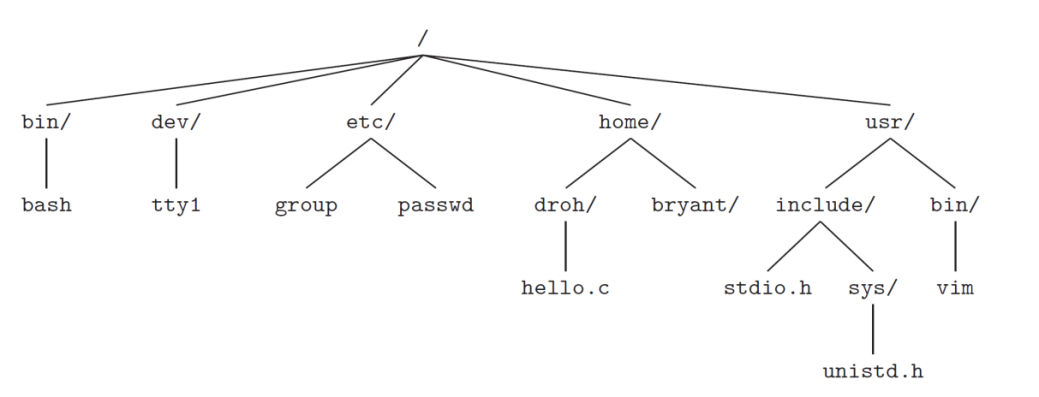 /
bin/ dev/ etc/ home/ usr/
bash tty1 group passwd droh/ bryant/ include/ bin/
hello.c stdio.h sys/ vim
unistd.h